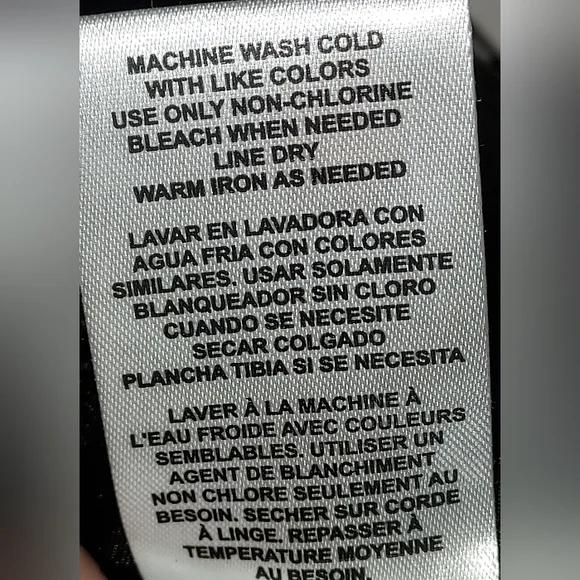 MACHINE WASH COLD
WITH LIKE COLORS
USE ONLY NON-CHLORINE
BLEACH WHEN NEEDED
LINE DRY
WARM IRON AS NEEDED
LAVAR EN LAVADORA CON
AGUA FRIA CON COLORES
SIMILARES. USAR SOLAMENTE
BLANQUEADOR SIN CLORO
CUANDO SE NECESITE
SECAR COLGADO
PLANCHA TIBIA SI SE NECESITA
LAVER À LA MACHINE À
L'EAU FROIDE AVEC COULEURS
SEMBLABLES. UTILISER UN
AGENT DE BLANCHIMENT
NON CHLORE SEULEMENT AU
BESOIN. SECHER SUR CORDE
À LINGE. REPASSER À
TEMPERATURE MOYENNE
AU BESOIN.